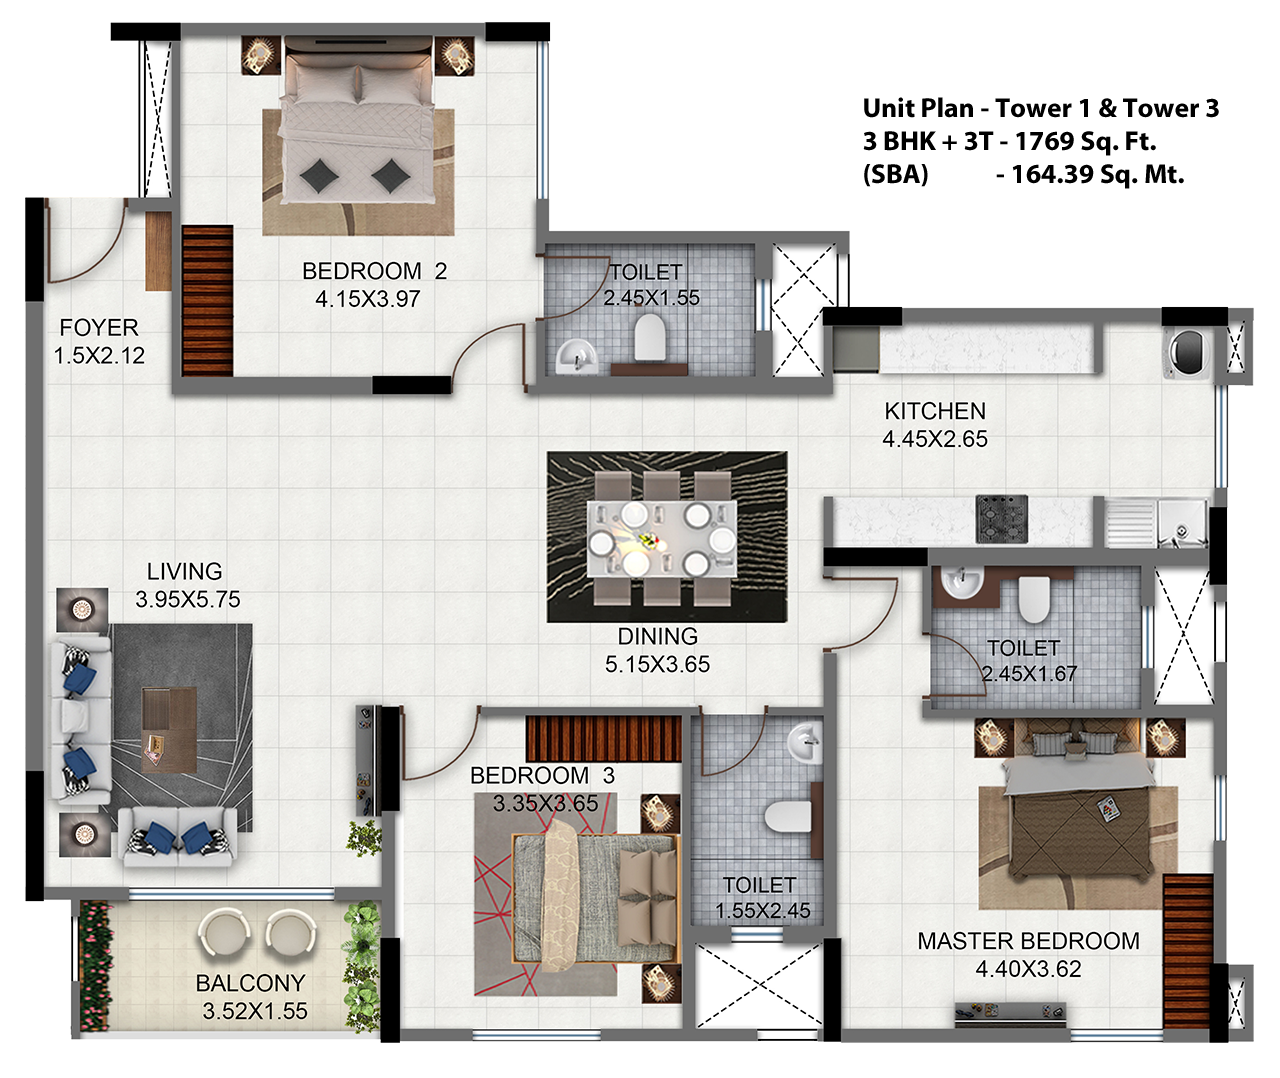 Unit Plan - Tower 1 & Tower 3
3 BHK + 3T - 1769 Sq. Ft.
(SBA) - 164.39 Sq. Mt.
BEDROOM 2
4.15X3.97
TOILET
2.45X1.55
FOYER
1.5X2.12
KITCHEN
4.45X2.65
LIVING
3.95X5.75
DINING
5.15X3.65
TOILET
2.45X1.67
BEDROOM 3
3.35X3.65
TOILET
1.55X2.45
MASTER BEDROOM
4.40X3.62
BALCONY
3.52X1.55